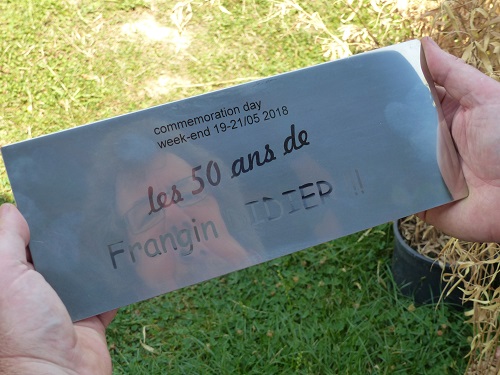 commemoration day
week-end 19-21/05 2018
les 50 ans de
Frangin IDIER !!